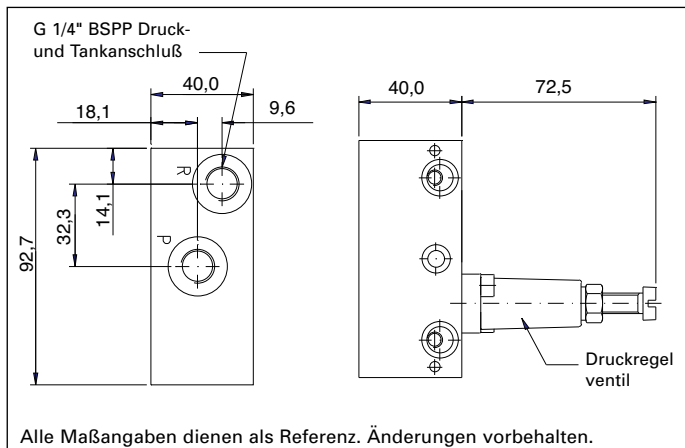 G 1/4" BSPP Druck-
und Tankanschluß
40,0
18,1
9,6
R
14,1
32,3
P
92,7
40,0
72,5
Druckregel
ventil
Alle Maßangaben dienen als Referenz. Änderungen vorbehalten.